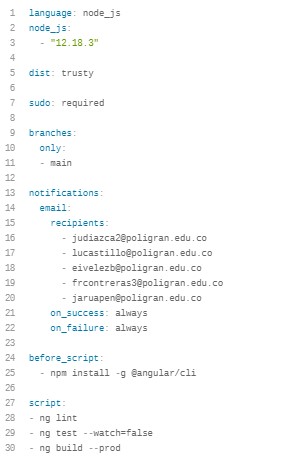 1 language: node_js
2 node_js:
3   - "12.18.3"
4
5 dist: trusty
6
7 sudo: required
8
9 branches:
10   only:
11   - main
12
13 notifications:
14   email:
15     recipients:
16       - judiazca2@poligran.edu.co
17       - lucastillo@poligran.edu.co
18       - eivelezb@poligran.edu.co
19       - frcontreras3@poligran.edu.co
20       - jaruapen@poligran.edu.co
21     on_success: always
22     on_failure: always
23
24 before_script:
25   - npm install -g @angular/cli
26
27 script:
28 - ng lint
29 - ng test --watch=false
30 - ng build --prod